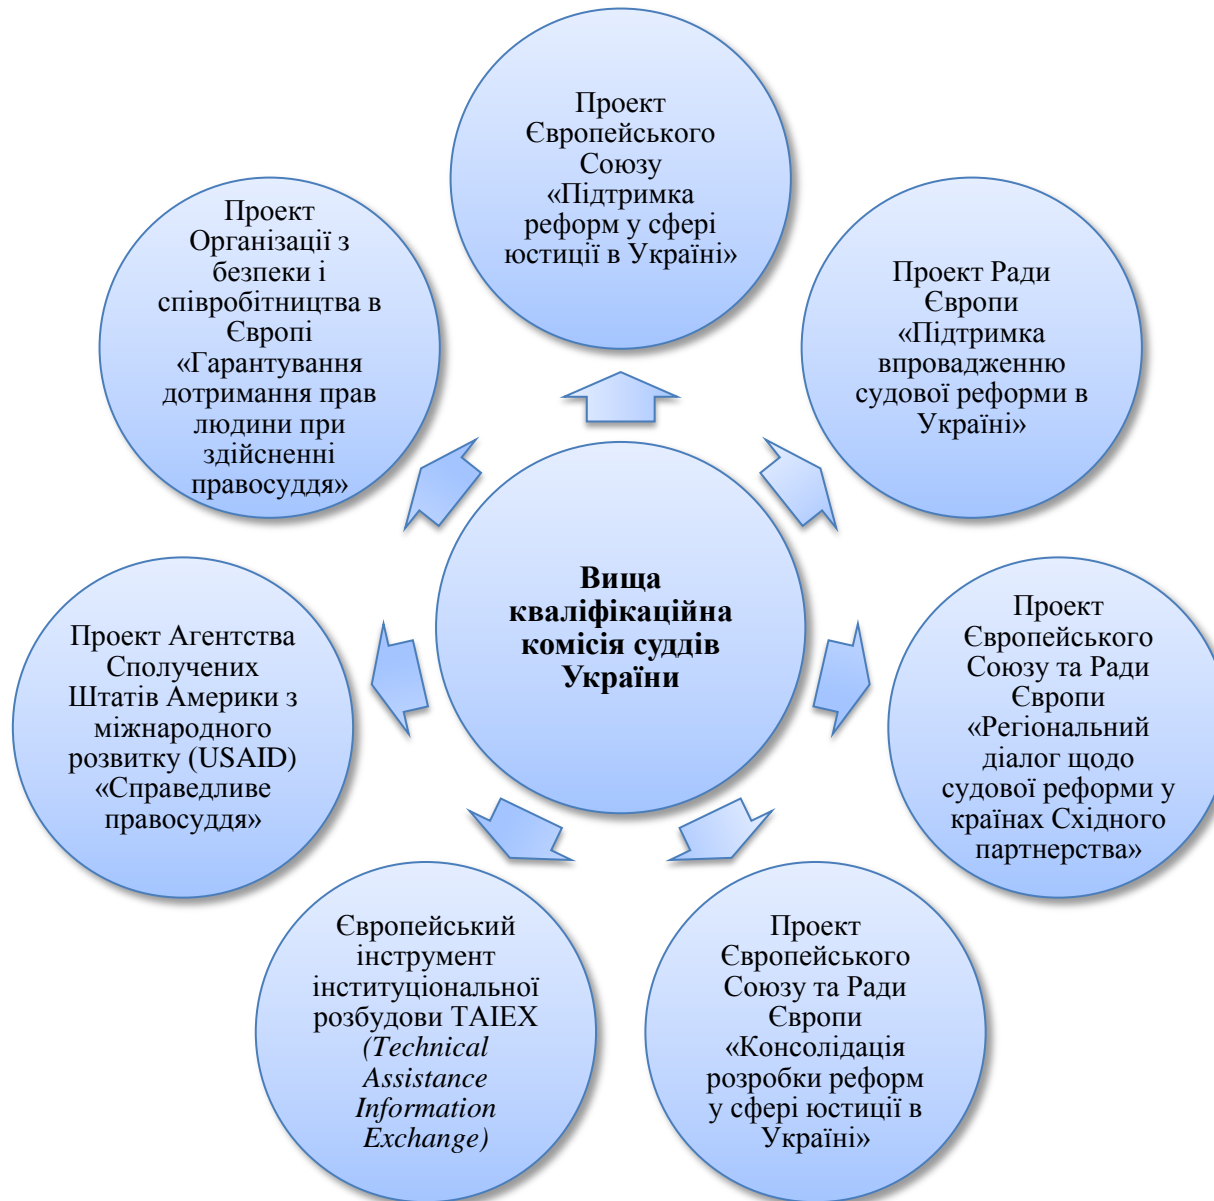 Проект
Європейського
Союзу
«Підтримка
реформ у сфері
юстиції в Україні»
Проект Ради
Європи
«Підтримка
впровадженню
судової реформи в
Україні»
Проект
Європейського
Союзу та Ради
Європи
«Регіональний
діалог щодо
судової реформи у
країнах Східного
партнерства»
Проект
Європейського
Союзу та Ради
Європи
«Консолідація
розробки реформ
у сфері юстиції в
Україні»
Європейський
інструмент
інституціональної
розбудови TAIEX
(Technical
Assistance
Information
Exchange)
Проект Агентства
Сполучених
Штатів Америки з
міжнародного
розвитку (USAID)
«Справедливе
правосуддя»
Проект
Організації з
безпеки і
співробітництва в
Європі
«Гарантування
дотримання прав
людини при
здійсненні
правосуддя»
Вища
кваліфікаційна
комісія суддів
України